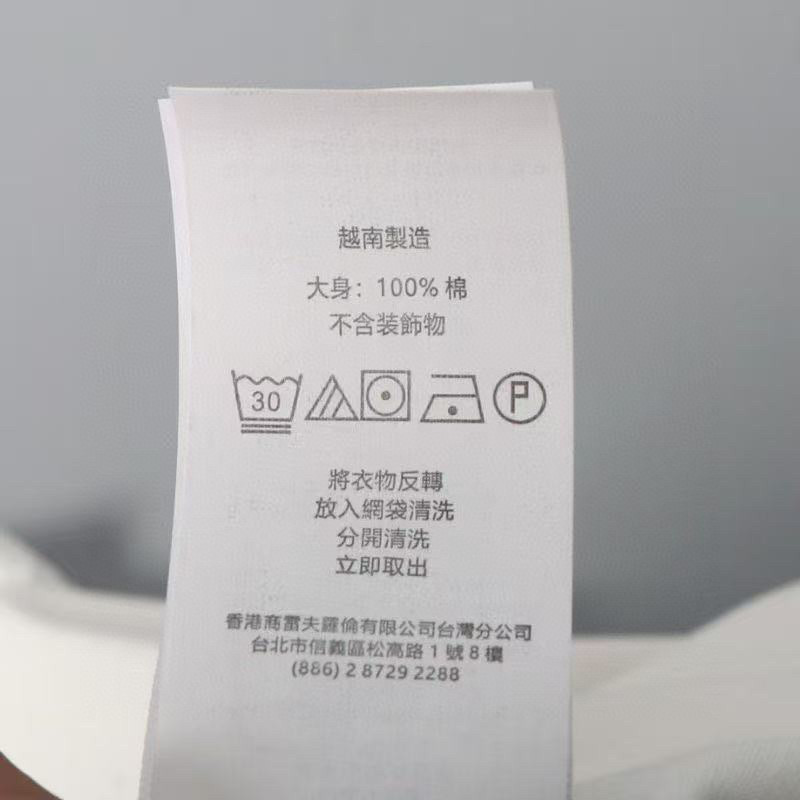 越南製造
大身：100% 棉
不含装飾物
30 P
將衣物反轉
放入網袋清洗
分開清洗
立即取出
香港商雷夫羅倫有限公司台灣分公司
台北市信義區松高路 1 號 8 樓
(886) 2 8729 2288